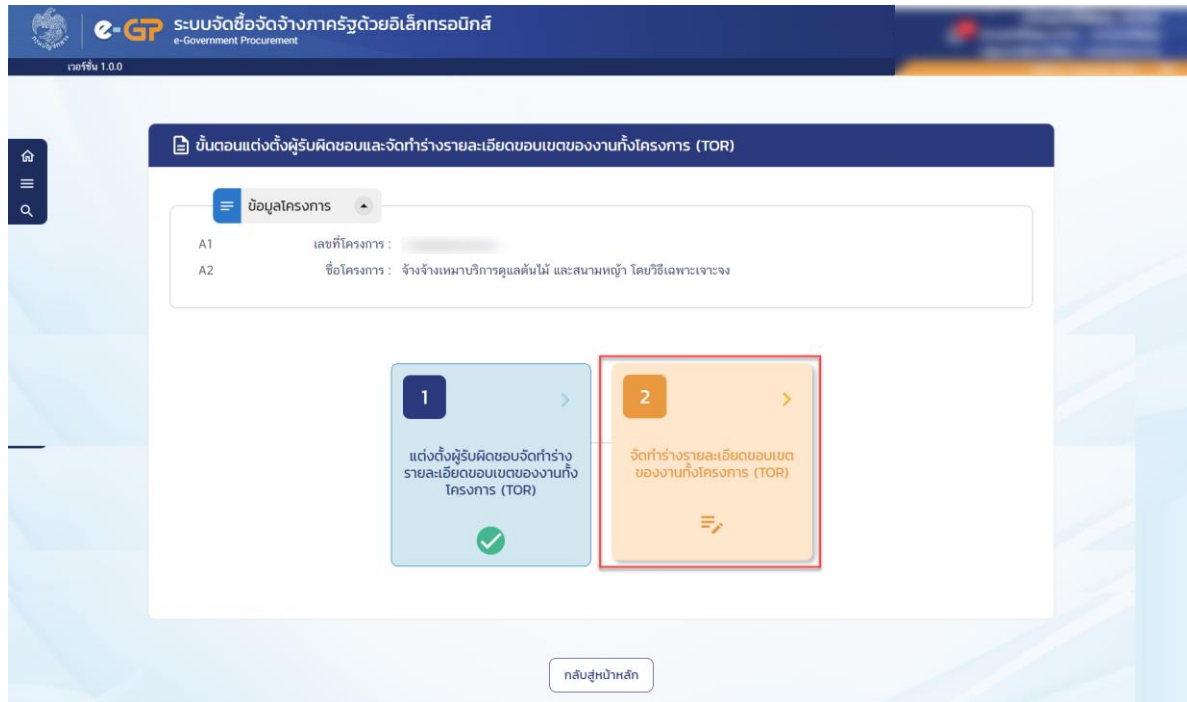 e-GP ระบบจัดซื้อจัดจ้างภาครัฐด้วยอิเล็กทรอนิกส์
e-Government Procurement
เวอร์ชั่น 1.0.0
ขั้นตอนแต่งตั้งผู้รับผิดชอบและจัดทำร่างรายละเอียดขอบเขตของงานทั้งโครงการ (TOR)
ข้อมูลโครงการ
A1 เลขที่โครงการ :
A2 ชื่อโครงการ : จ้างจ้างเหมาบริการดูแลต้นไม้ และสนามหญ้า โดยวิธีเฉพาะเจาะจง
1
แต่งตั้งผู้รับผิดชอบจัดทำร่าง
รายละเอียดขอบเขตของงานทั้ง
โครงการ (TOR)
2
จัดทำร่างรายละเอียดขอบเขต
ของงานทั้งโครงการ (TOR)
กลับสู่หน้าหลัก